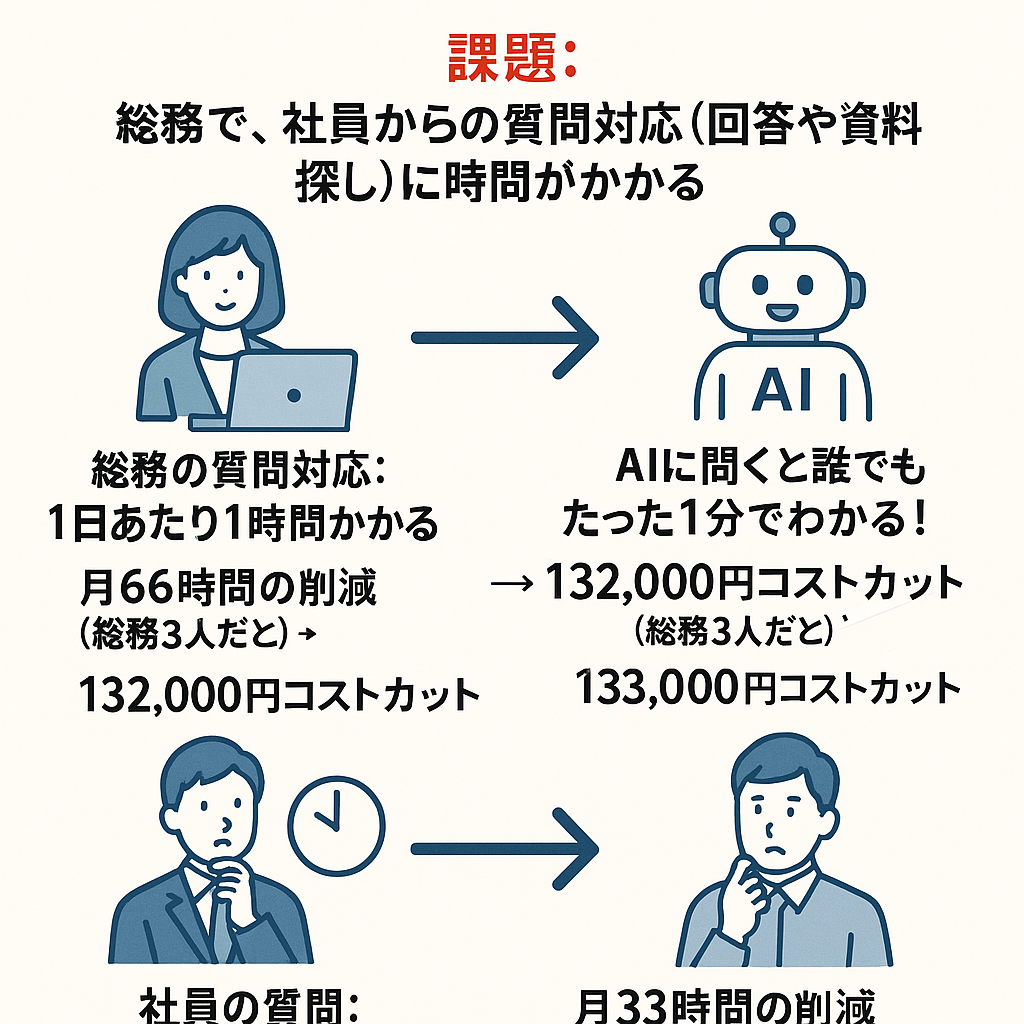 課題：
総務で、社員からの質問対応（回答や資料
探し）に時間がかかる
AI
総務の質問対応：
1日あたり1時間かかる
AIに問くと誰でも
たった1分でわかる！
月66時間の削減
（総務3人だと）→
132,000円コストカット
→132,000円コストカット
（総務3人だと）
133,000円コストカット
社員の質問：
月33時間の削減